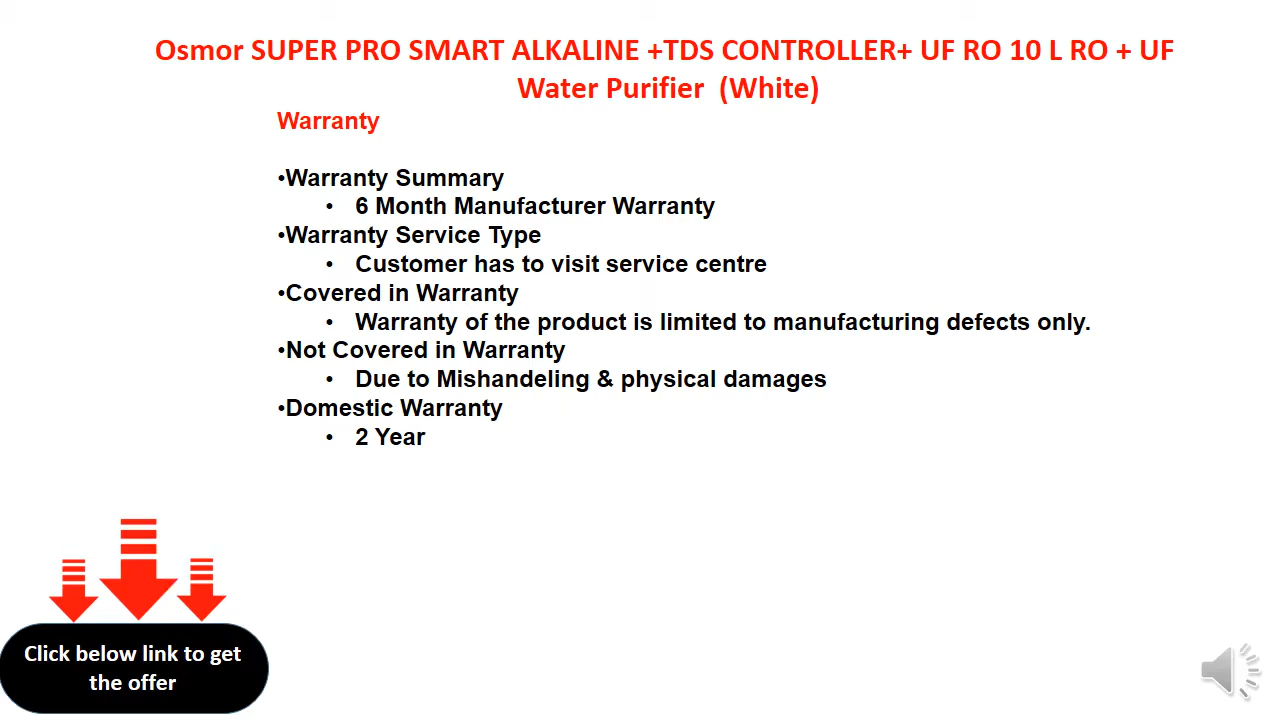 Osmor SUPER PRO SMART ALKALINE +TDS CONTROLLER+ UF RO 10 L RO + UF
Water Purifier (White)
Warranty
•Warranty Summary
• 6 Month Manufacturer Warranty
•Warranty Service Type
• Customer has to visit service centre
•Covered in Warranty
• Warranty of the product is limited to manufacturing defects only.
•Not Covered in Warranty
• Due to Mishandeling & physical damages
•Domestic Warranty
• 2 Year
Click below link to get
the offer